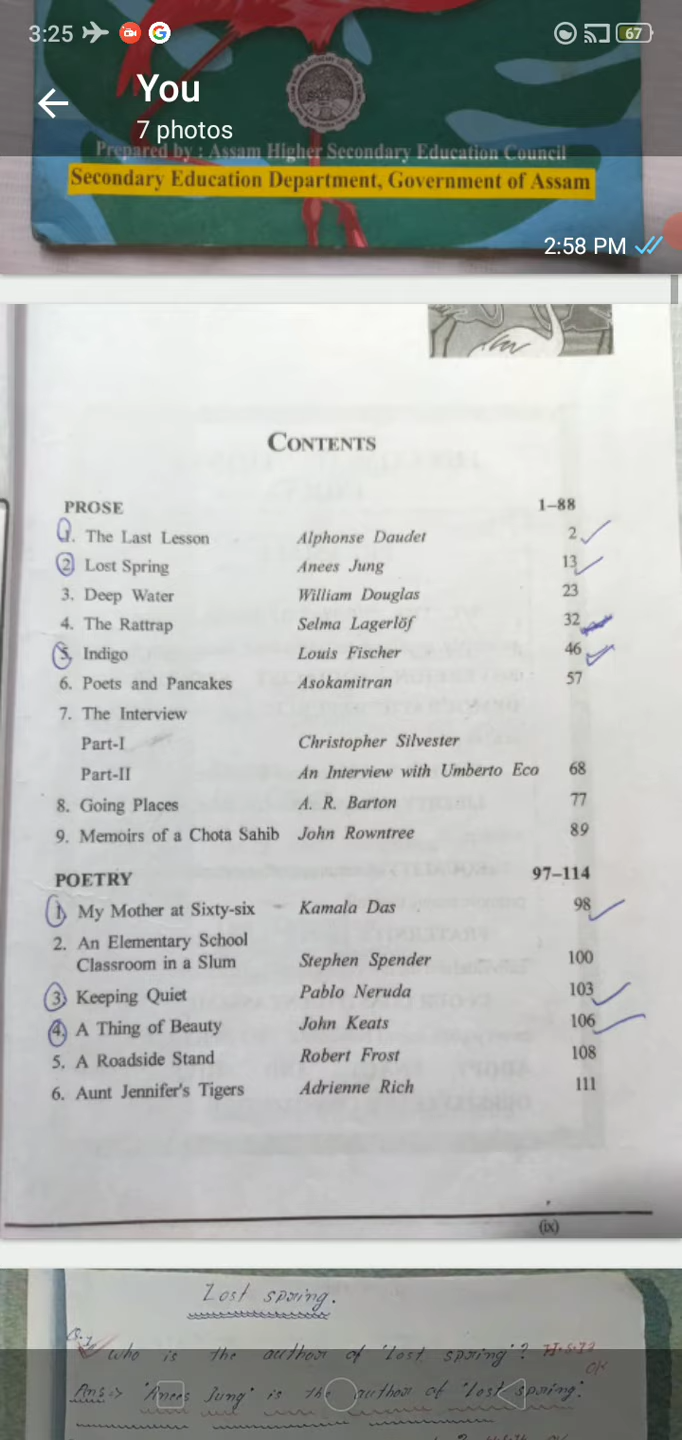 3:25
67
You
7 photos
Prepared by : Assam Higher Secondary Education Council
Secondary Education Department, Government of Assam
2:58 PM
CONTENTS
PROSE 1–88
1. The Last Lesson Alphonse Daudet 2
2. Lost Spring Anees Jung 13
3. Deep Water William Douglas 23
4. The Rattrap Selma Lagerlöf 32
5. Indigo Louis Fischer 46
6. Poets and Pancakes Asokamitran 57
7. The Interview
Part-I Christopher Silvester
Part-II An Interview with Umberto Eco 68
8. Going Places A. R. Barton 77
9. Memoirs of a Chota Sahib John Rowntree 89
POETRY 97–114
1. My Mother at Sixty-six Kamala Das 98
2. An Elementary School
Classroom in a Slum Stephen Spender 100
3. Keeping Quiet Pablo Neruda 103
4. A Thing of Beauty John Keats 106
5. A Roadside Stand Robert Frost 108
6. Aunt Jennifer's Tigers Adrienne Rich 111
(ix)
Lost spring.
Q.1 who is the author of 'Lost spring'?
Ans:-> "Anees Jung" is the author of "lost spring".